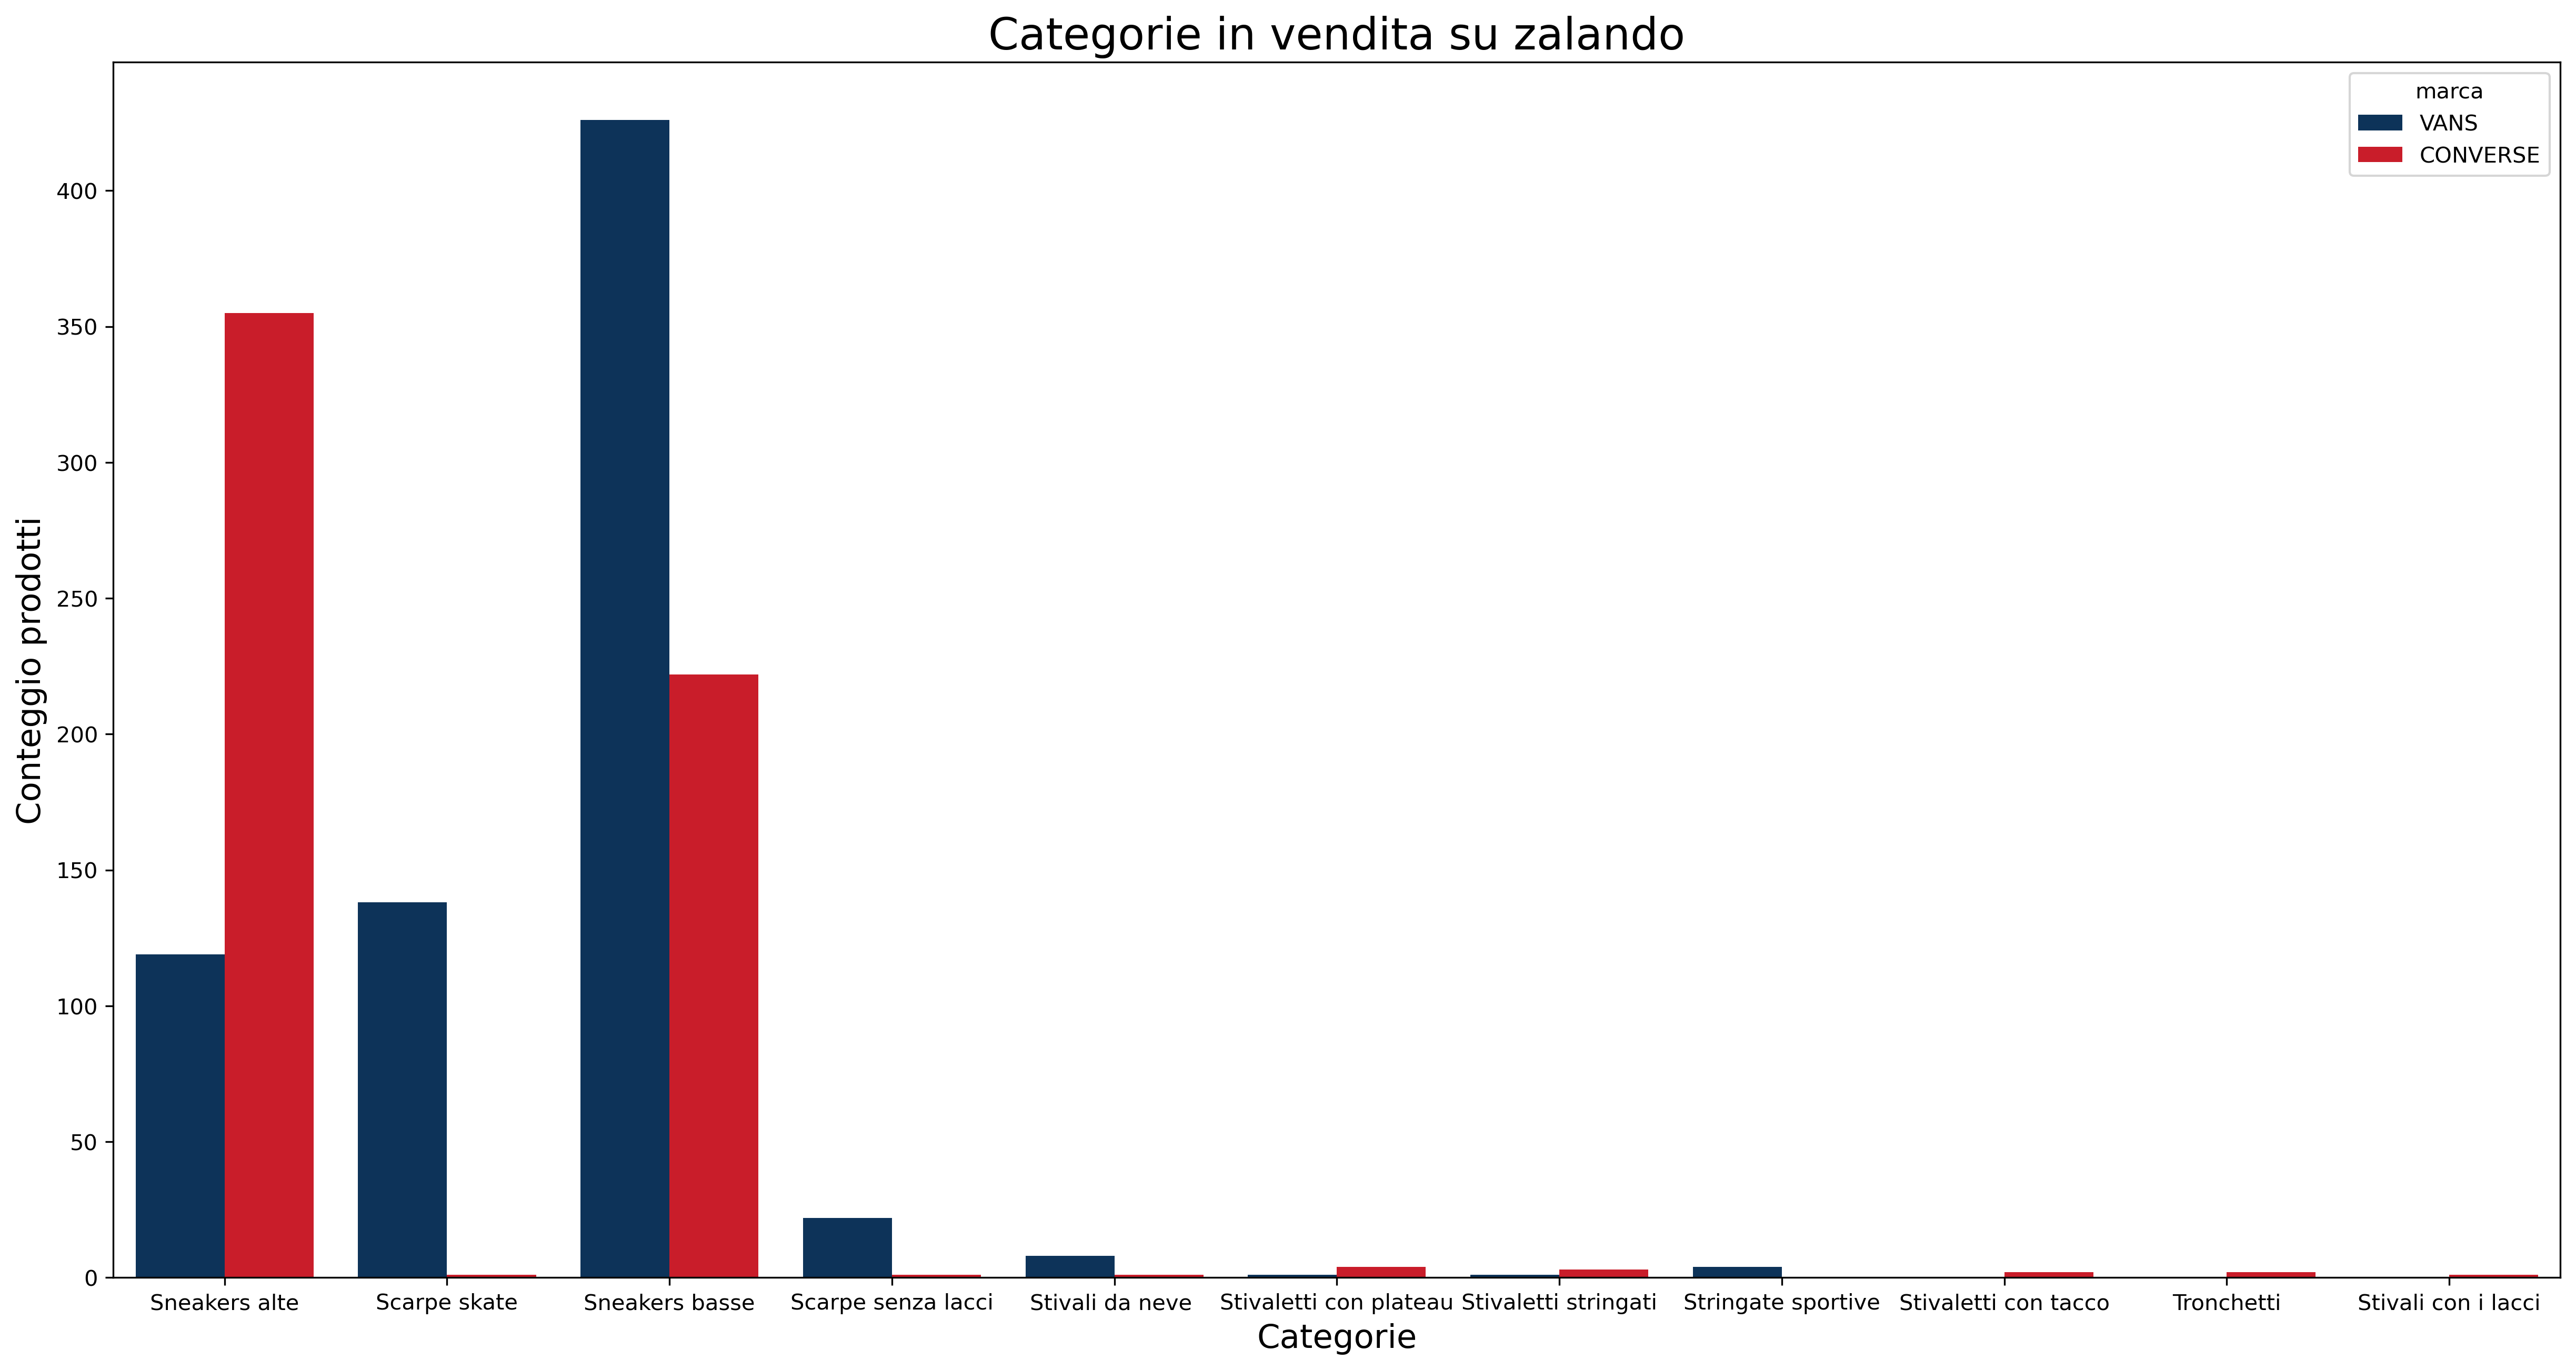 Categorie in vendita su zalando
marca
VANS
CONVERSE
Conteggio prodotti
400
350
300
250
200
150
100
50
0
Sneakers alte
Scarpe skate
Sneakers basse
Scarpe senza lacci
Stivali da neve
Stivaletti con plateau
Stivaletti stringati
Stringate sportive
Stivaletti con tacco
Tronchetti
Stivali con i lacci
Categorie